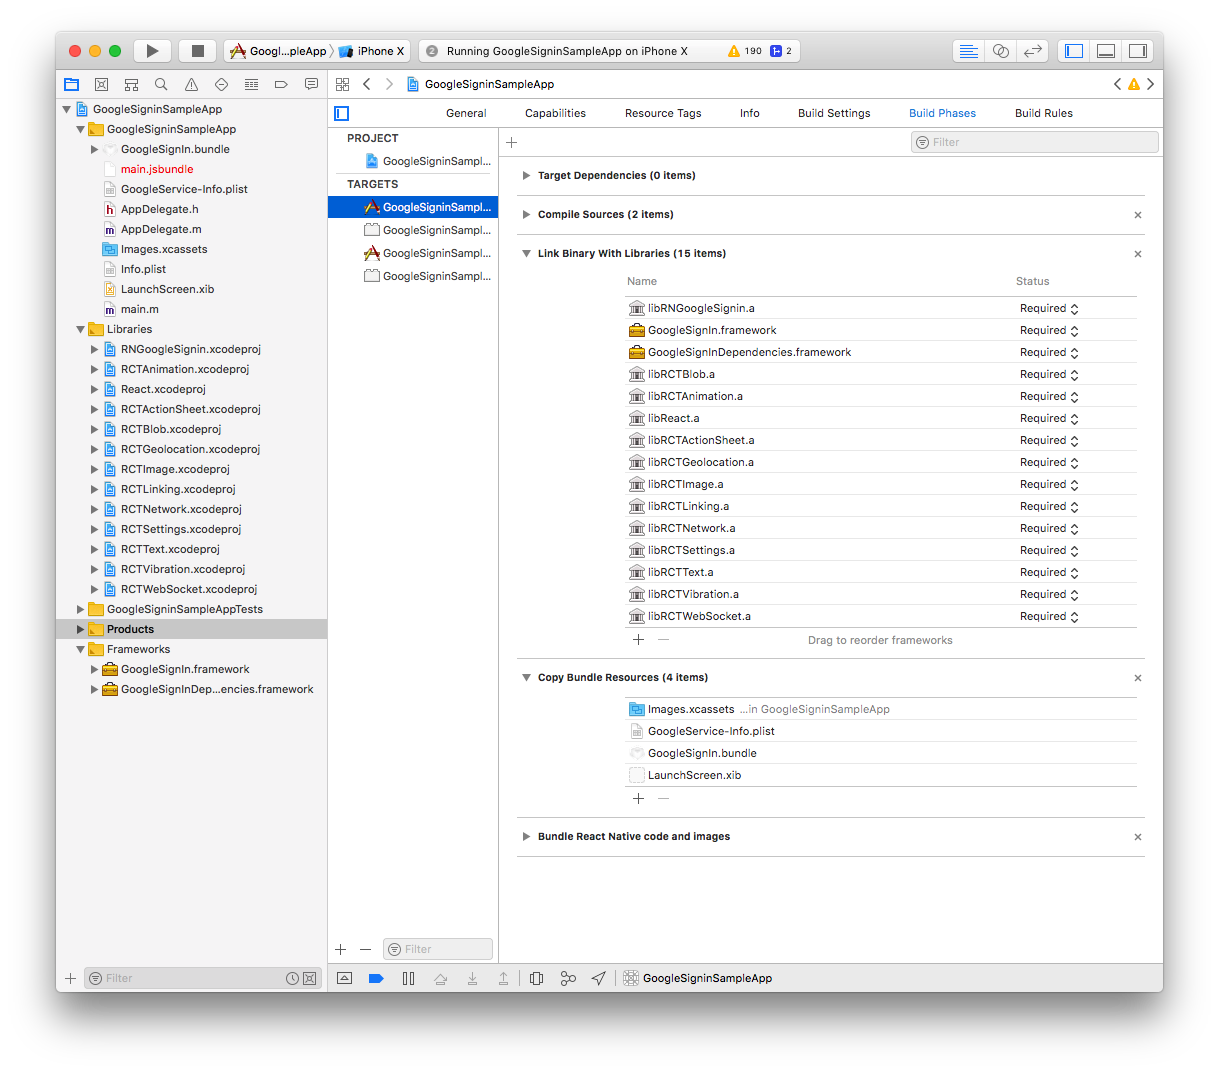 Googl...pleApp
iPhone X
2
Running GoogleSigninSampleApp on iPhone X
190
2
GoogleSigninSampleApp
GoogleSigninSampleApp
GoogleSigninSampleApp
GoogleSignIn.bundle
main.jsbundle
GoogleService-Info.plist
AppDelegate.h
AppDelegate.m
Images.xcassets
Info.plist
LaunchScreen.xib
main.m
Libraries
RNGoogleSignin.xcodeproj
RCTAnimation.xcodeproj
React.xcodeproj
RCTActionSheet.xcodeproj
RCTBlob.xcodeproj
RCTGeolocation.xcodeproj
RCTImage.xcodeproj
RCTLinking.xcodeproj
RCTNetwork.xcodeproj
RCTSettings.xcodeproj
RCTText.xcodeproj
RCTVibration.xcodeproj
RCTWebSocket.xcodeproj
GoogleSigninSampleAppTests
Products
Frameworks
GoogleSignIn.framework
GoogleSignInDep...encies.framework
Filter
General
Capabilities
Resource Tags
Info
Build Settings
Build Phases
Build Rules
PROJECT
GoogleSigninSampl...
TARGETS
GoogleSigninSampl...
GoogleSigninSampl...
GoogleSigninSampl...
GoogleSigninSampl...
Filter
Filter
Target Dependencies (0 items)
Compile Sources (2 items)
Link Binary With Libraries (15 items)
Name Status
libRNGoogleSignin.a Required
GoogleSignIn.framework Required
GoogleSignInDependencies.framework Required
libRCTBlob.a Required
libRCTAnimation.a Required
libReact.a Required
libRCTActionSheet.a Required
libRCTGeolocation.a Required
libRCTImage.a Required
libRCTLinking.a Required
libRCTNetwork.a Required
libRCTSettings.a Required
libRCTText.a Required
libRCTVibration.a Required
libRCTWebSocket.a Required
Drag to reorder frameworks
Copy Bundle Resources (4 items)
Images.xcassets ...in GoogleSigninSampleApp
GoogleService-Info.plist
GoogleSignIn.bundle
LaunchScreen.xib
Bundle React Native code and images
GoogleSigninSampleApp